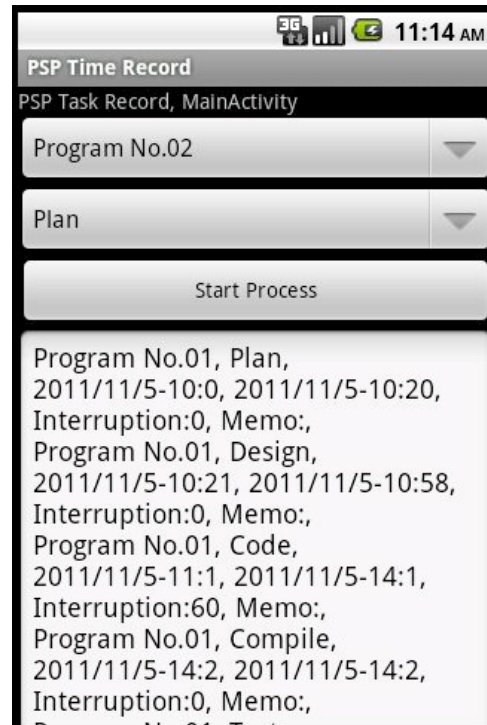 3G 11:14 AM
PSP Time Record
PSP Task Record, MainActivity
Program No.02
Plan
Start Process
Program No.01, Plan,
2011/11/5-10:0, 2011/11/5-10:20,
Interruption:0, Memo:,
Program No.01, Design,
2011/11/5-10:21, 2011/11/5-10:58,
Interruption:0, Memo:,
Program No.01, Code,
2011/11/5-11:1, 2011/11/5-14:1,
Interruption:60, Memo:,
Program No.01, Compile,
2011/11/5-14:2, 2011/11/5-14:2,
Interruption:0, Memo:,